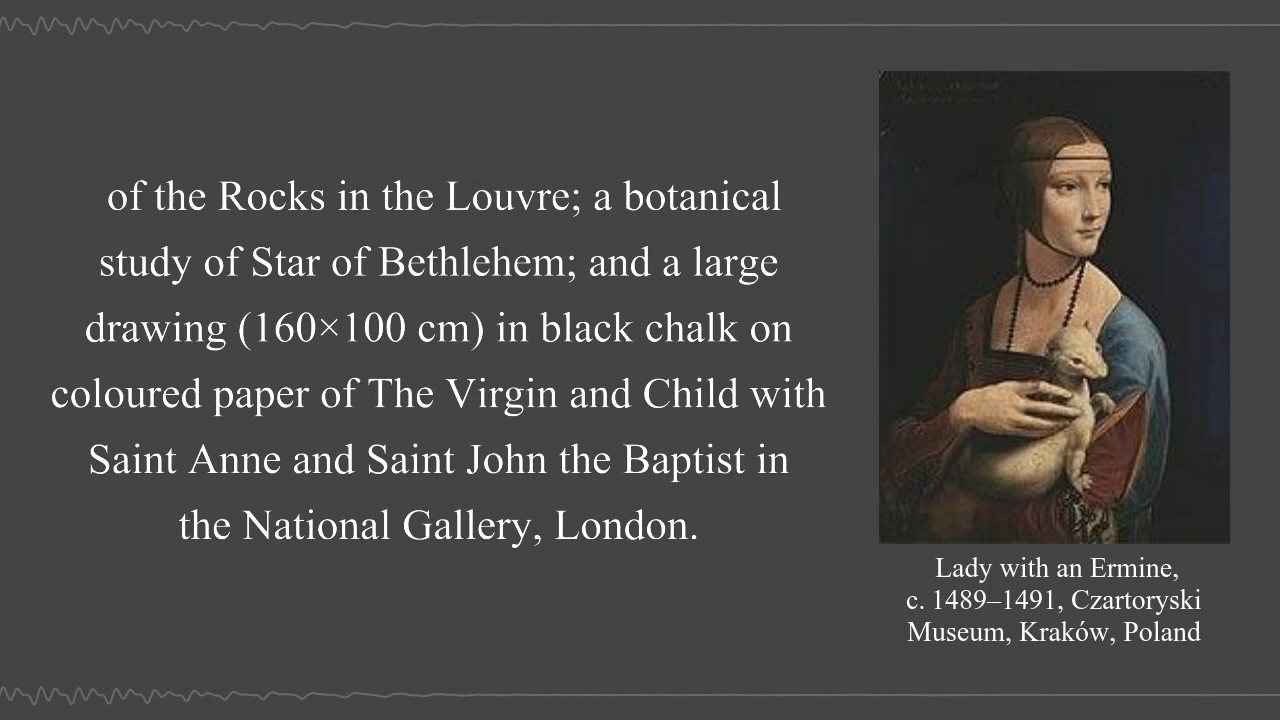 of the Rocks in the Louvre; a botanical
study of Star of Bethlehem; and a large
drawing (160×100 cm) in black chalk on
coloured paper of The Virgin and Child with
Saint Anne and Saint John the Baptist in
the National Gallery, London.
Lady with an Ermine,
c. 1489–1491, Czartoryski
Museum, Kraków, Poland